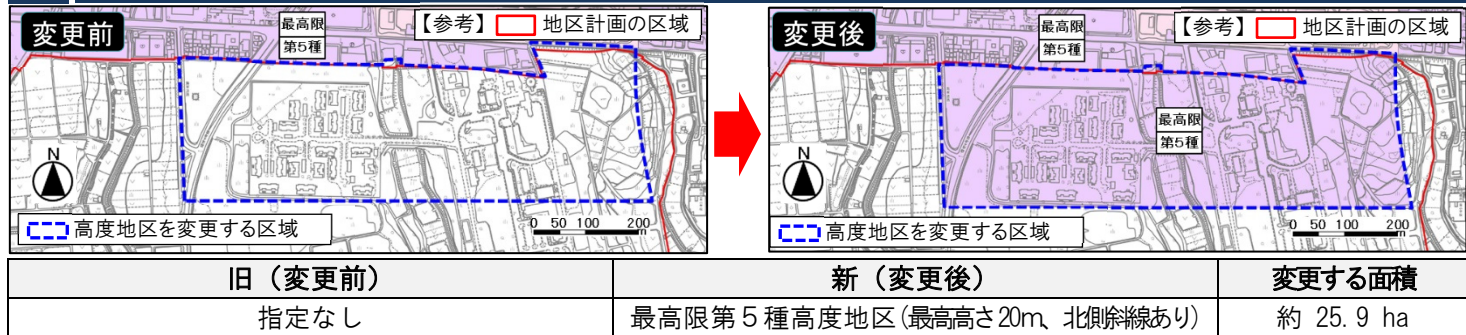 変更前
最高限
第5種
【参考】 地区計画の区域
N
高度地区を変更する区域
0 50 100 200
m
変更後
最高限
第5種
【参考】 地区計画の区域
最高限
第5種
N
高度地区を変更する区域
0 50 100 200
m
旧（変更前） 新（変更後） 変更する面積
指定なし 最高限第５種高度地区(最高高さ20m、北側斜線あり) 約 25.9 ha